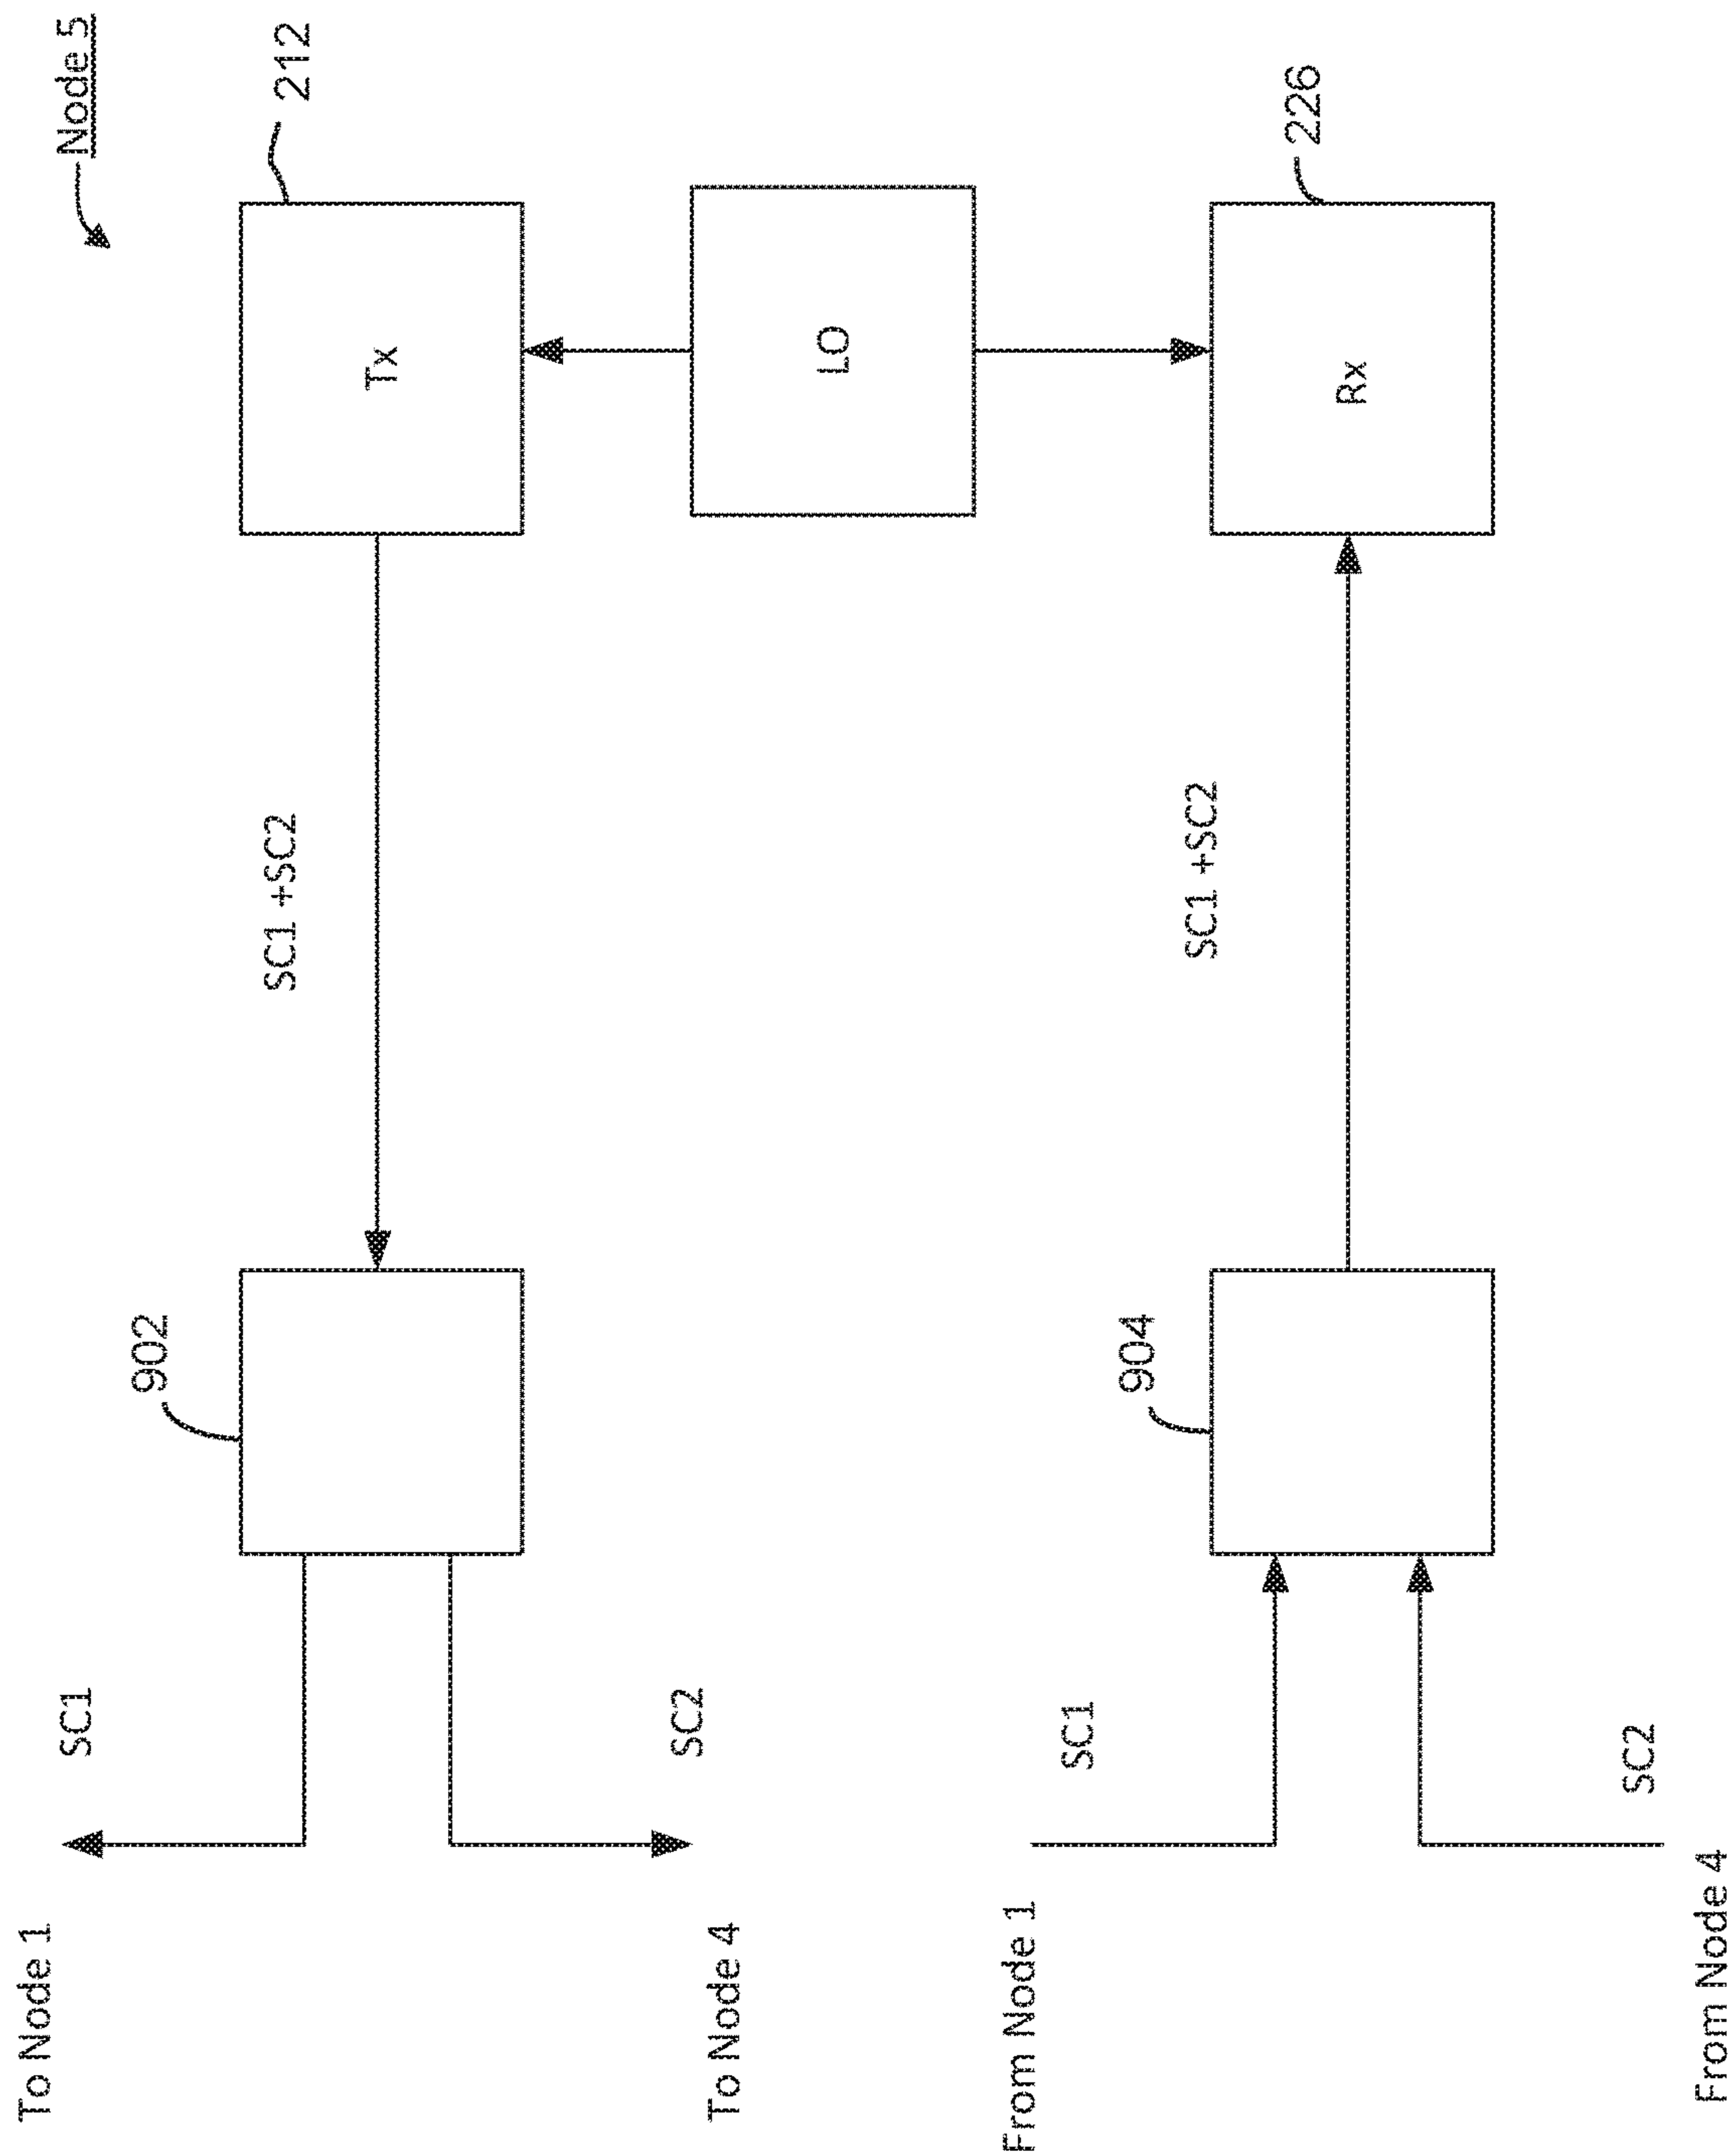 To Node 1
SC1
Node 5
902
SC1 +SC2
212
Tx
SC2
To Node 4
LO
From Node 1
SC1
904
SC1 +SC2
226
Rx
SC2
From Node 4